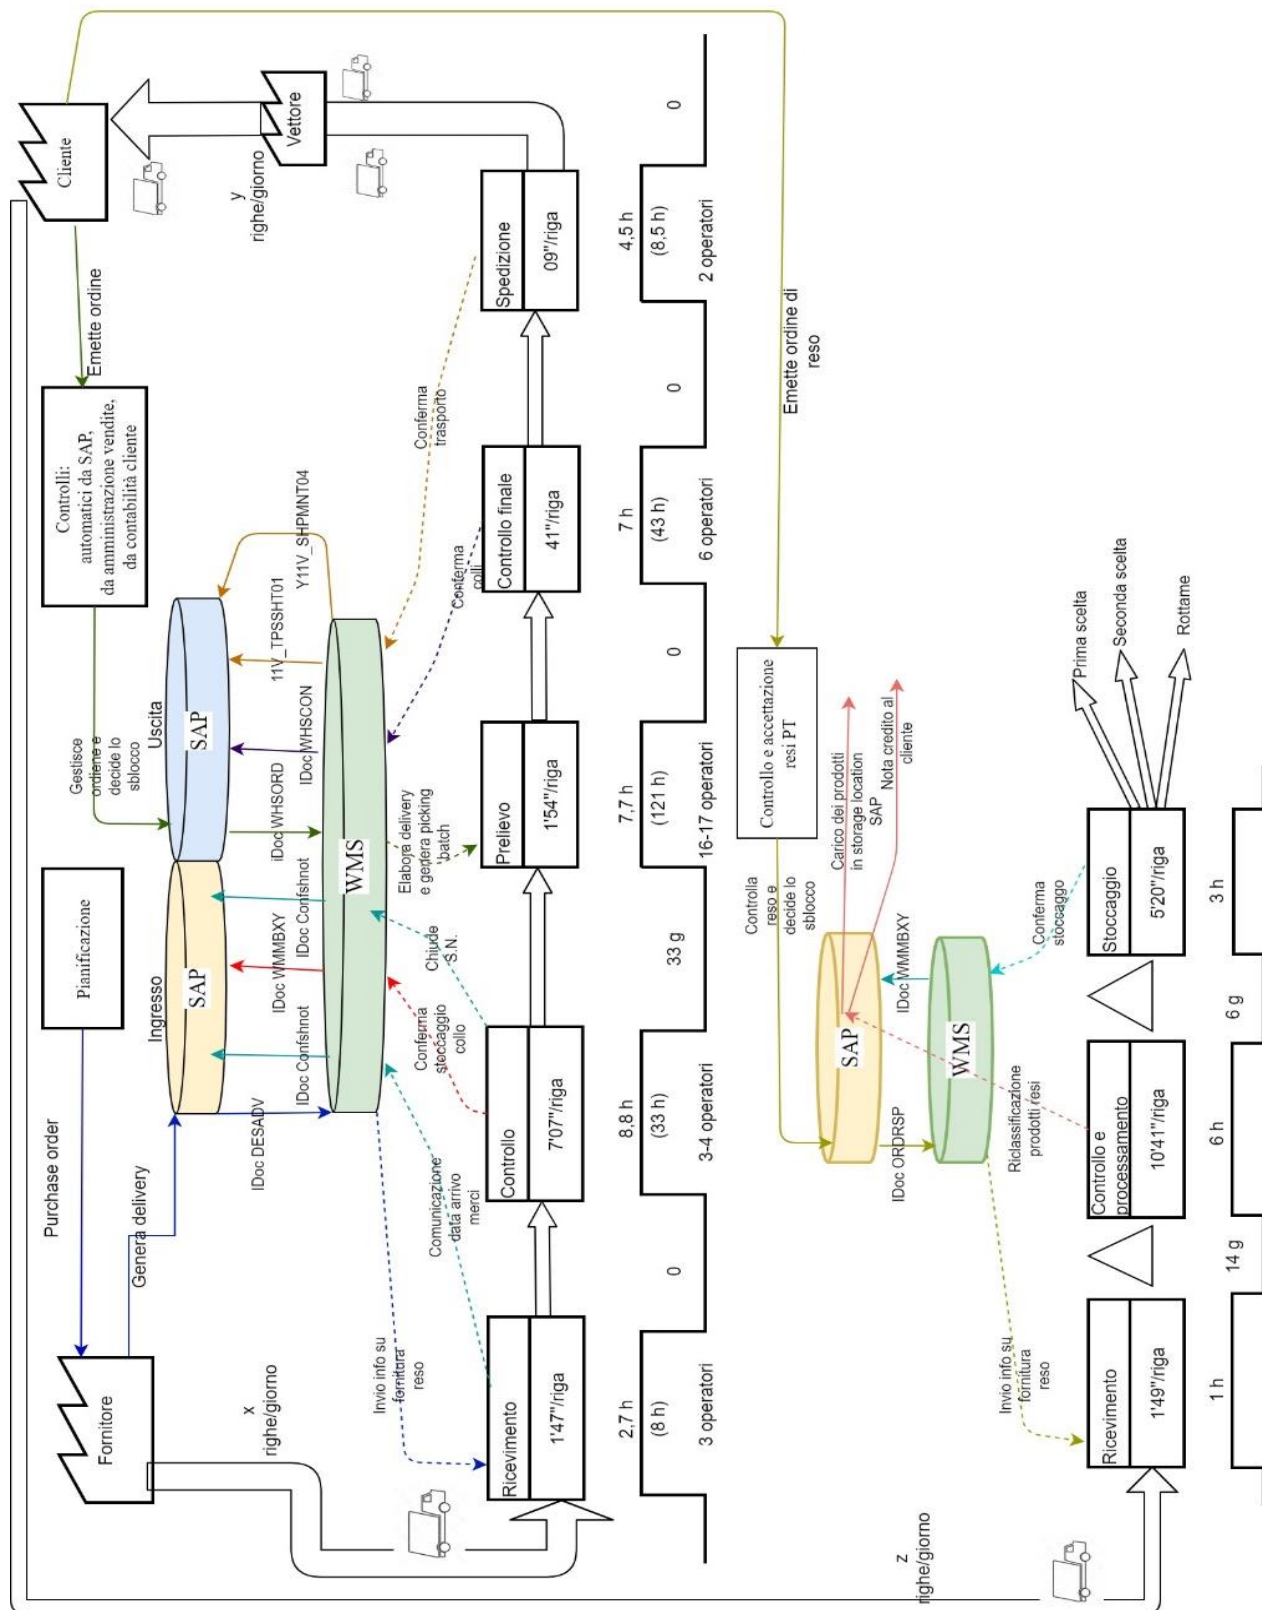 Fornitore
Purchase order
Pianificazione
Controlli:
automatici da SAP,
da amministrazione vendite,
da contabilità cliente
Emette ordine
Cliente
Genera delivery
Ingresso
SAP
Uscita
SAP
Gestisce
ordiene e
decide lo
sblocco
x
righe/giorno
IDoc DESADV
IDoc Confshnot
IDoc WMMBXY
IDoc Confshnot
iDoc WHSORD
IDoc WHSCON
11V_TPSSHT01
Y11V_SHPMNT04
WMS
y
righe/giorno
Vettore
Invio info su
fornitura
reso
Comunicazione
data arrivo
merci
Conferma
stoccaggio
collo
Chiude
S.N.
Elabora delivery
e genera picking
batch
Conferma
colli
Conferma
trasporto
Ricevimento
1'47"/riga
Controllo
7'07"/riga
Prelievo
1'54"/riga
Controllo finale
41"/riga
Spedizione
09"/riga
2,7 h
(8 h)
3 operatori
0
8,8 h
(33 h)
3-4 operatori
33 g
7,7 h
(121 h)
16-17 operatori
0
7 h
(43 h)
6 operatori
0
4,5 h
(8,5 h)
2 operatori
0
Emette ordine di
reso
Controllo e accettazione
resi PT
Controlla
reso e
decide lo
sblocco
SAP
Carico dei prodotti
in storage location
SAP
Nota credito al
cliente
IDoc ORDRSP
IDoc WMMBXY
WMS
z
righe/giorno
Invio info su
fornitura
reso
Riclassificazione
prodotti resi
Conferma
stoccaggo
Ricevimento
1'49"/riga
Controllo e
processamento
10'41"/riga
Stoccaggio
5'20"/riga
Prima scelta
Seconda scelta
Rottame
1 h
14 g
6 h
6 g
3 h